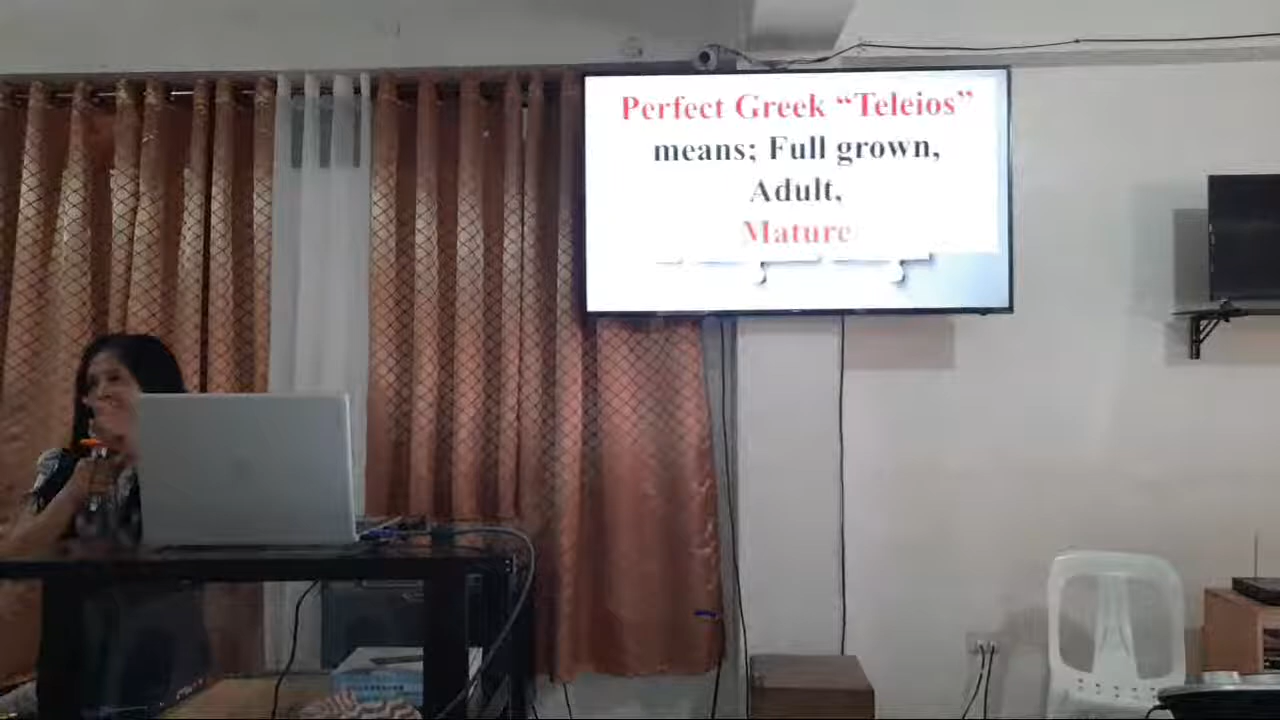 Perfect Greek “Teleios”
means; Full grown,
Adult,
Mature